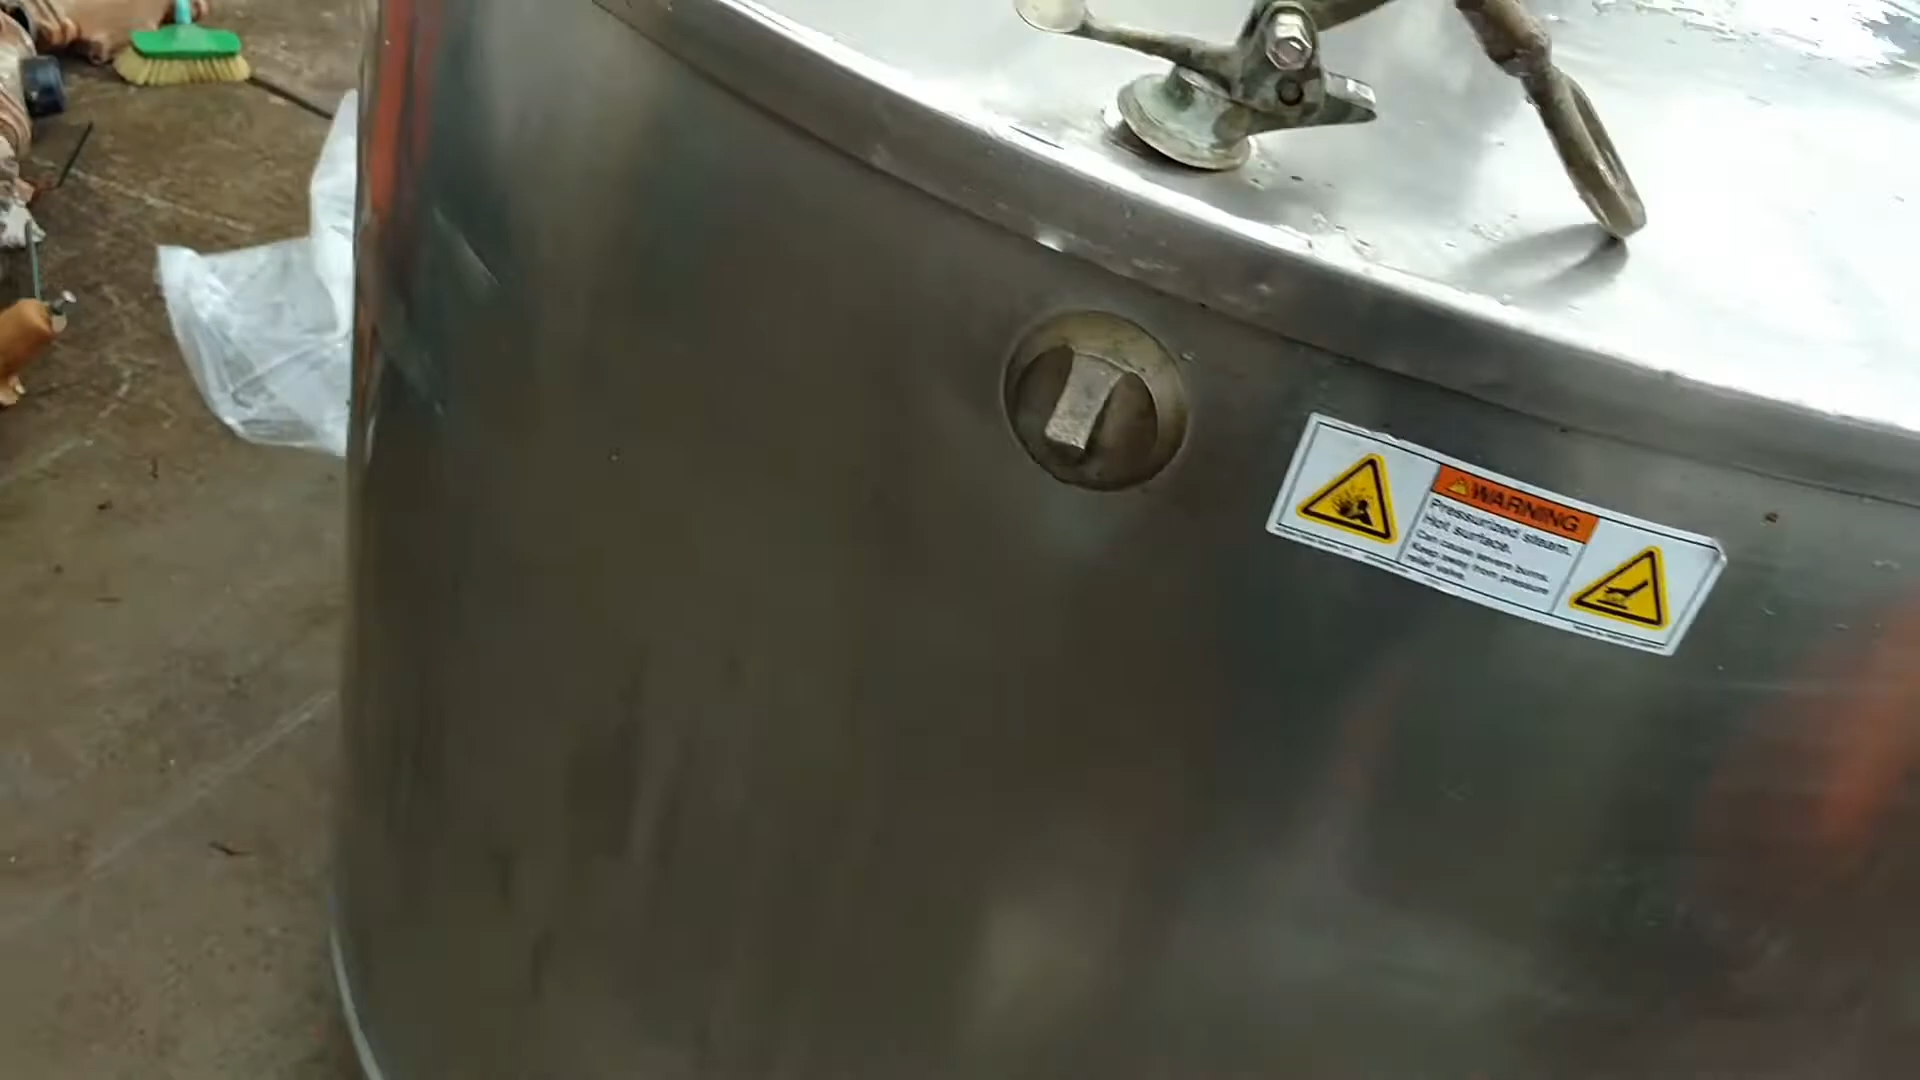 WARNING
Pressurized steam.
Hot surface.
Can cause severe burns.
Keep away from pressure
relief valve.